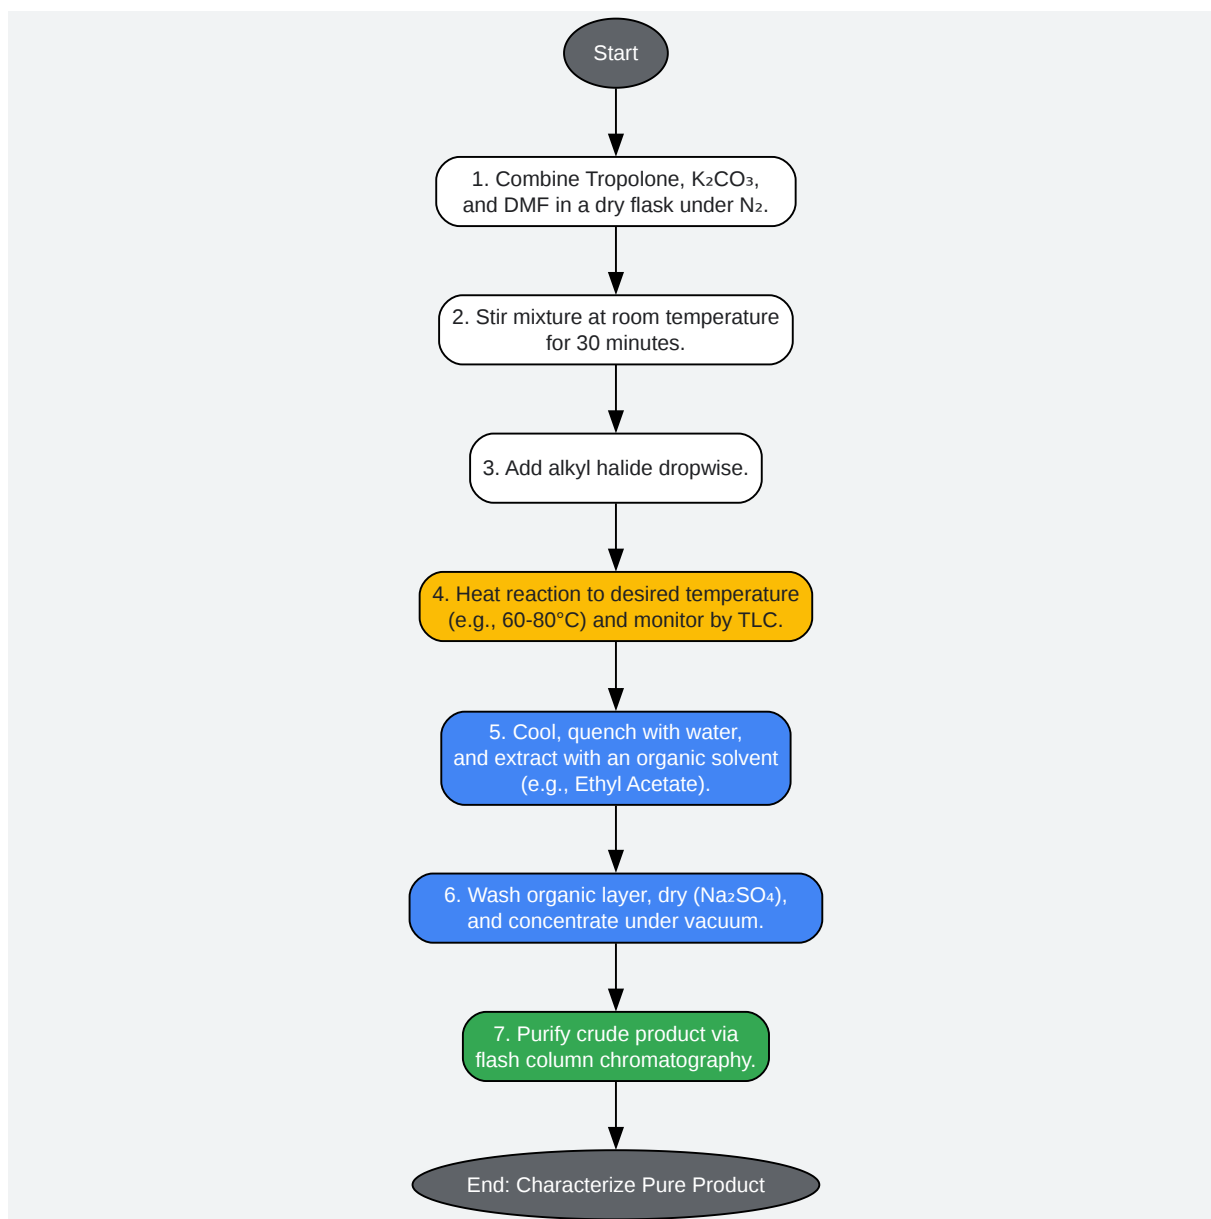 Start
1. Combine Tropolone, K₂CO₃,
and DMF in a dry flask under N₂.
2. Stir mixture at room temperature
for 30 minutes.
3. Add alkyl halide dropwise.
4. Heat reaction to desired temperature
(e.g., 60-80°C) and monitor by TLC.
5. Cool, quench with water,
and extract with an organic solvent
(e.g., Ethyl Acetate).
6. Wash organic layer, dry (Na₂SO₄),
and concentrate under vacuum.
7. Purify crude product via
flash column chromatography.
End: Characterize Pure Product